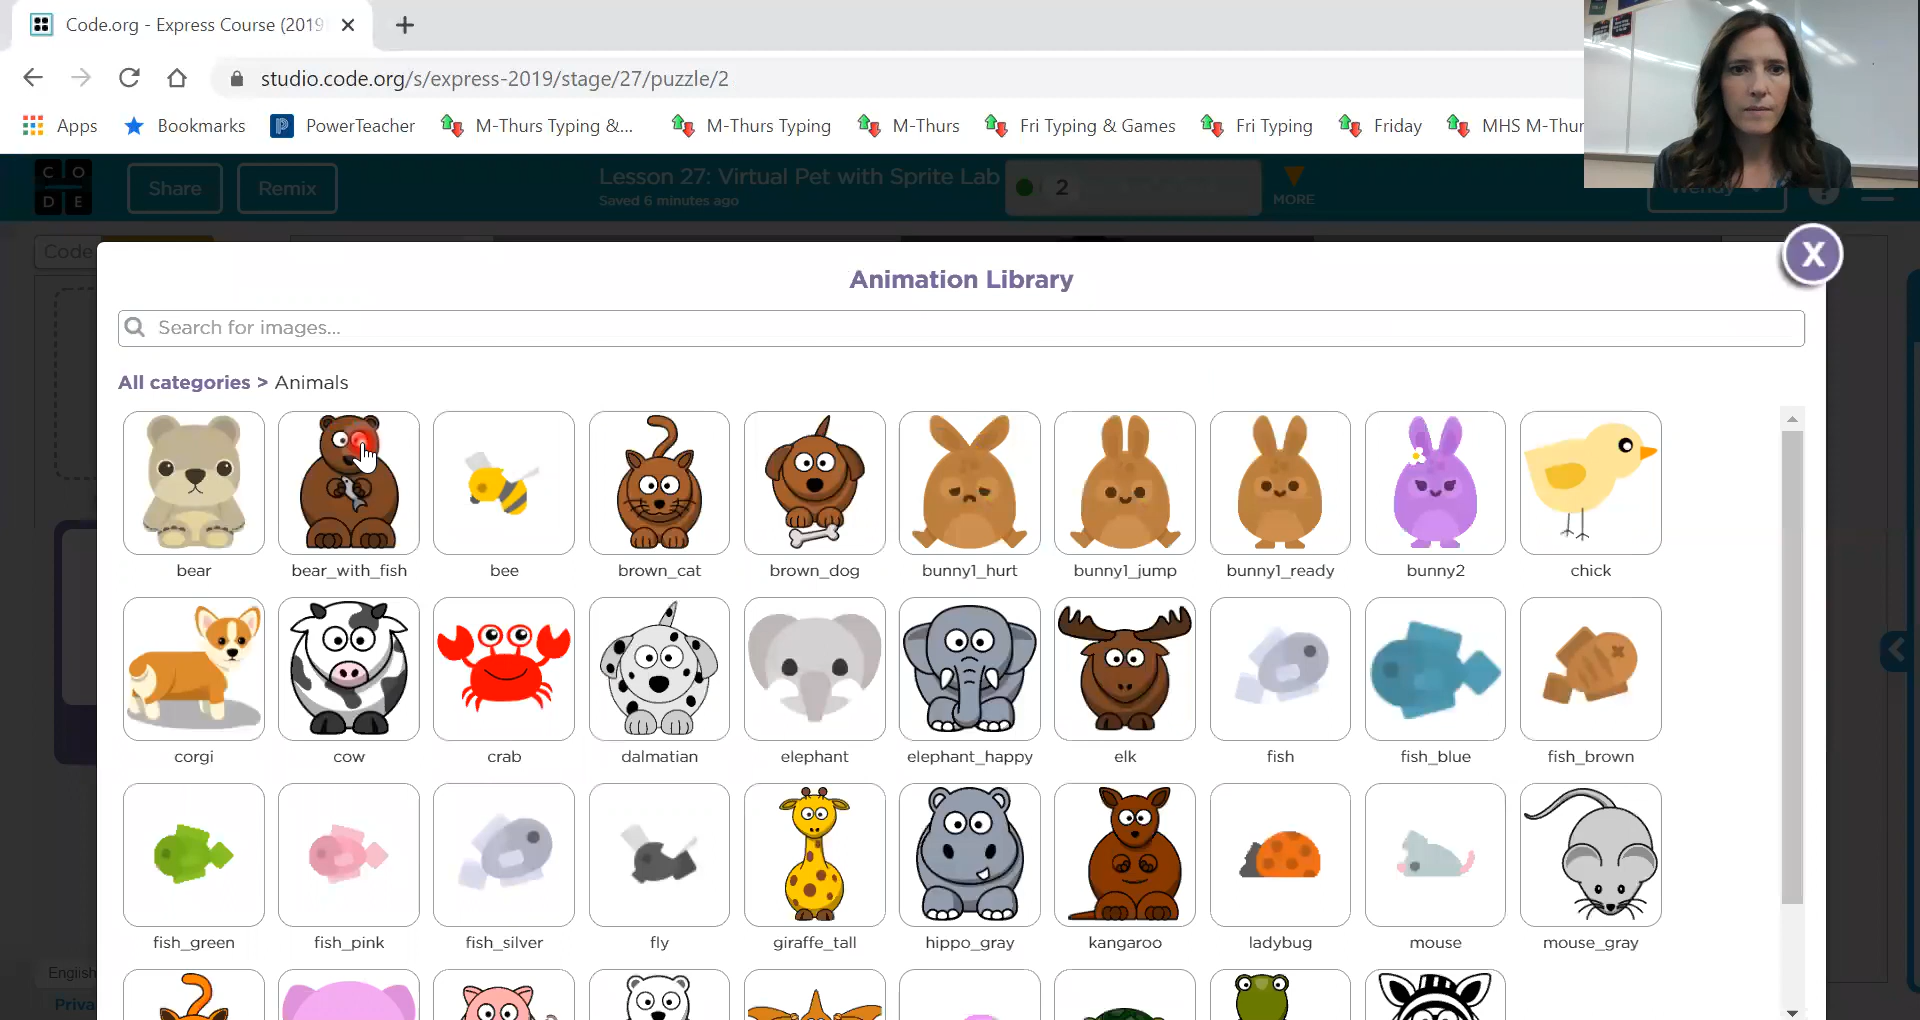 Code.org - Express Course (2019
studio.code.org/s/express-2019/stage/27/puzzle/2
Apps Bookmarks PowerTeacher M-Thurs Typing &... M-Thurs Typing M-Thurs Fri Typing & Games Fri Typing Friday MHS M-Thur
C O
D E
Share Remix
Lesson 27: Virtual Pet with Sprite Lab
Saved 6 minutes ago
2
MORE
Wendy
?
Code
X
Animation Library
Search for images...
All categories > Animals
bear bear_with_fish bee brown_cat brown_dog bunny1_hurt bunny1_jump bunny1_ready bunny2 chick
corgi cow crab dalmatian elephant elephant_happy elk fish fish_blue fish_brown
fish_green fish_pink fish_silver fly giraffe_tall hippo_gray kangaroo ladybug mouse mouse_gray
English
Priva